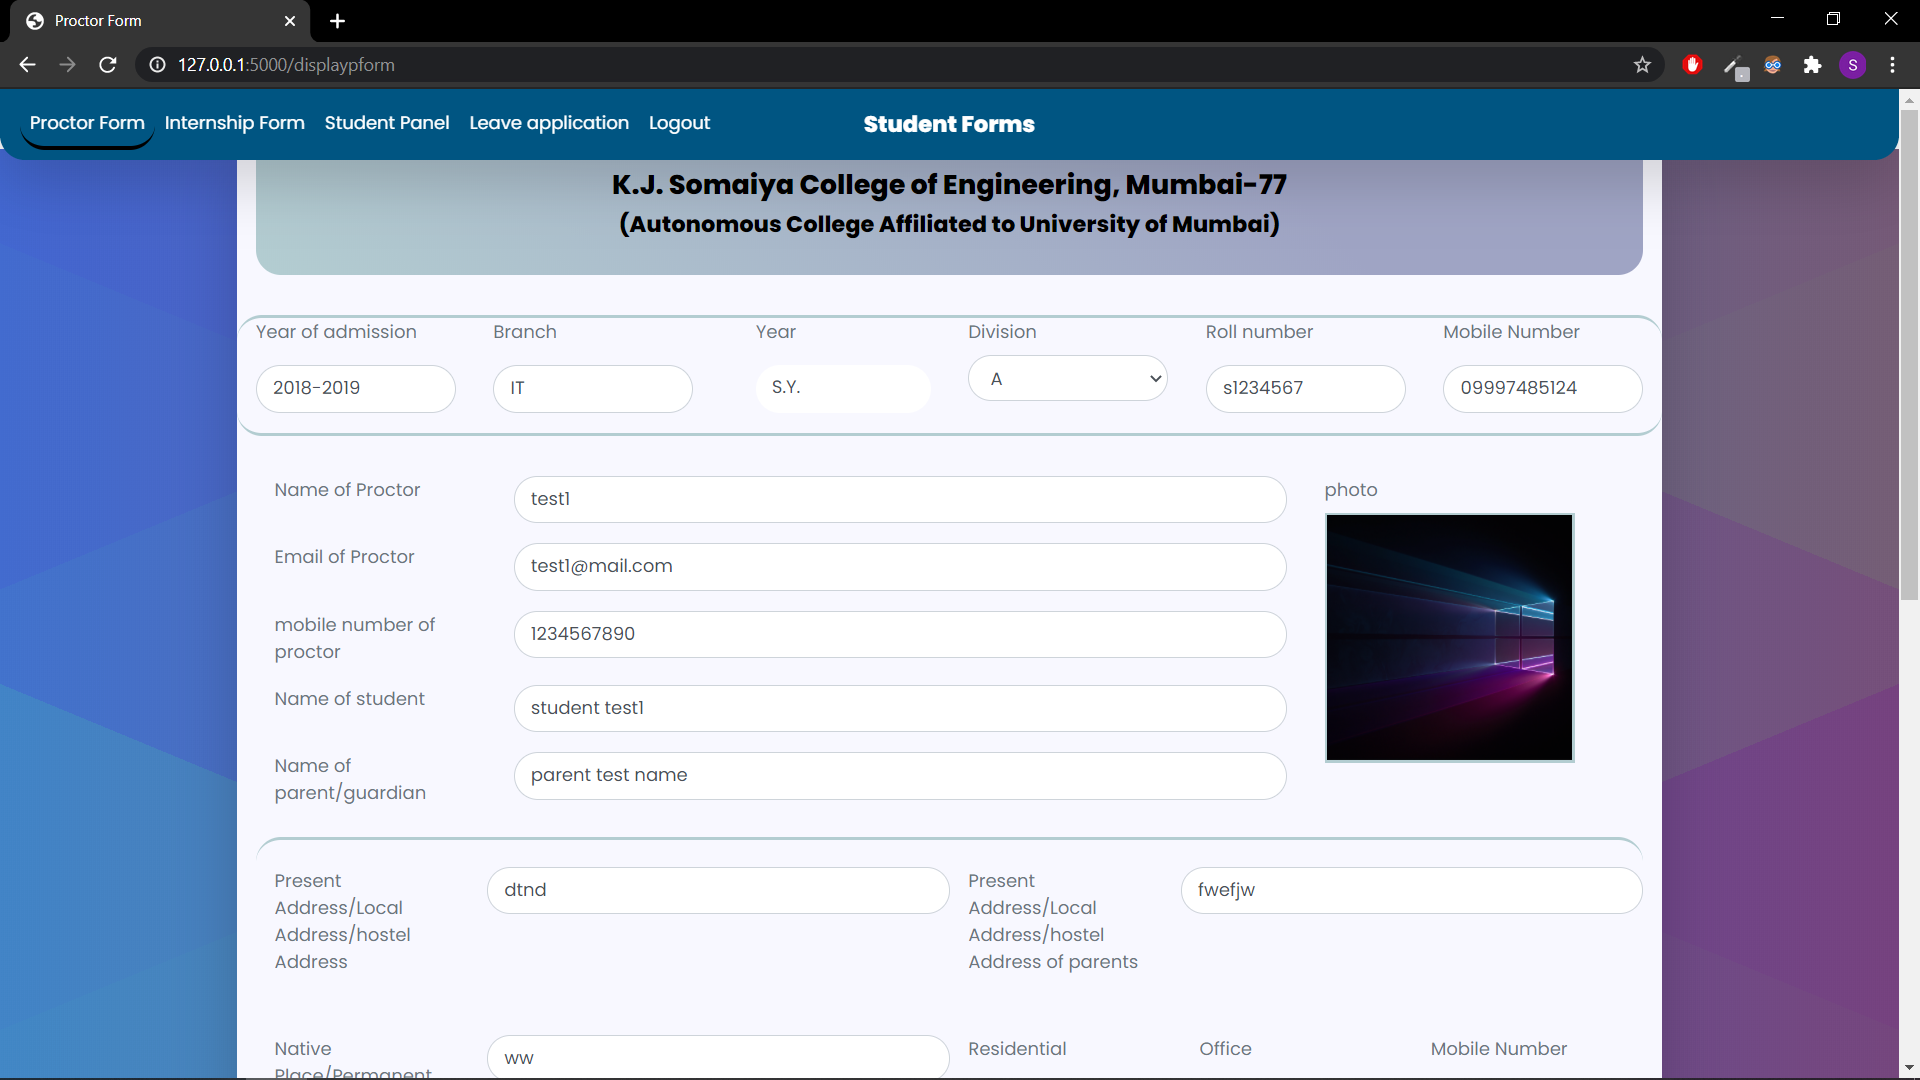 Proctor Form
127.0.0.1:5000/displaypform
S
Proctor Form Internship Form Student Panel Leave application Logout Student Forms
K.J. Somaiya College of Engineering, Mumbai-77
(Autonomous College Affiliated to University of Mumbai)
Year of admission Branch Year Division Roll number Mobile Number
2018-2019 IT S.Y. A s1234567 09997485124
Name of Proctor test1 photo
Email of Proctor test1@mail.com
mobile number of
proctor
1234567890
Name of student student test1
Name of
parent/guardian
parent test name
Present
Address/Local
Address/hostel
Address
dtnd
Present
Address/Local
Address/hostel
Address of parents
fwefjw
Native
Place/Permanent
ww
Residential Office Mobile Number